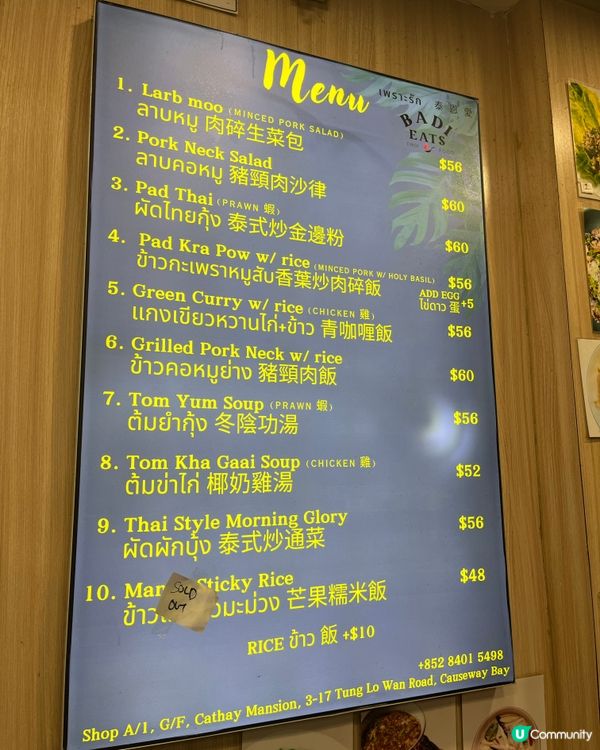 Menu
เพราะรัก 泰當愛
BADI
EATS
1. Larb moo (MINCED PORK SALAD)
ลาบหมู 肉碎生菜包
$56
2. Pork Neck Salad
ลาบคอหมู 豬頸肉沙律
$60
3. Pad Thai (PRAWN 蝦)
ผัดไทยกุ้ง 泰式炒金邊粉
$60
4. Pad Kra Pow w/ rice (MINCED PORK W/ HOLY BASIL)
ข้าวกะเพราหมูสับ香葉炒肉碎飯
$56
ADD EGG
ไข่ดาว 蛋 +5
5. Green Curry w/ rice (CHICKEN 雞)
แกงเขียวหวานไก่+ข้าว 青咖喱飯
$56
6. Grilled Pork Neck w/ rice
ข้าวคอหมูย่าง 豬頸肉飯
$60
7. Tom Yum Soup (PRAWN 蝦)
ต้มยำกุ้ง 冬陰功湯
$56
8. Tom Kha Gaai Soup (CHICKEN 雞)
ต้มข่าไก่ 椰奶雞湯
$52
9. Thai Style Morning Glory
ผัดผักบุ้ง 泰式炒通菜
$56
10. Man Sticky Rice
ข้าว วมะม่วง 芒果糯米飯
$48
SOLD
OUT
RICE ข้าว 飯 +$10
+852 8401 5498
Shop A/1, G/F, Cathay Mansion, 3-17 Tung Lo Wan Road, Causeway Bay
U Community